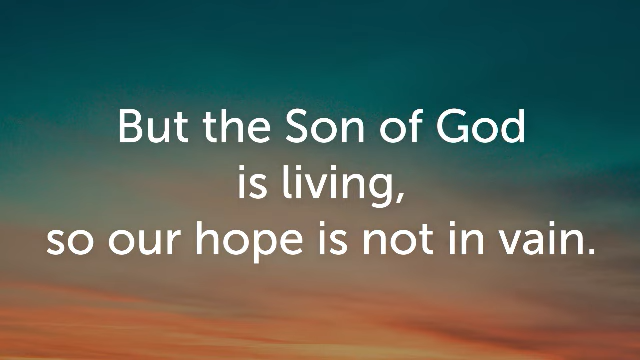 But the Son of God
is living,
so our hope is not in vain.